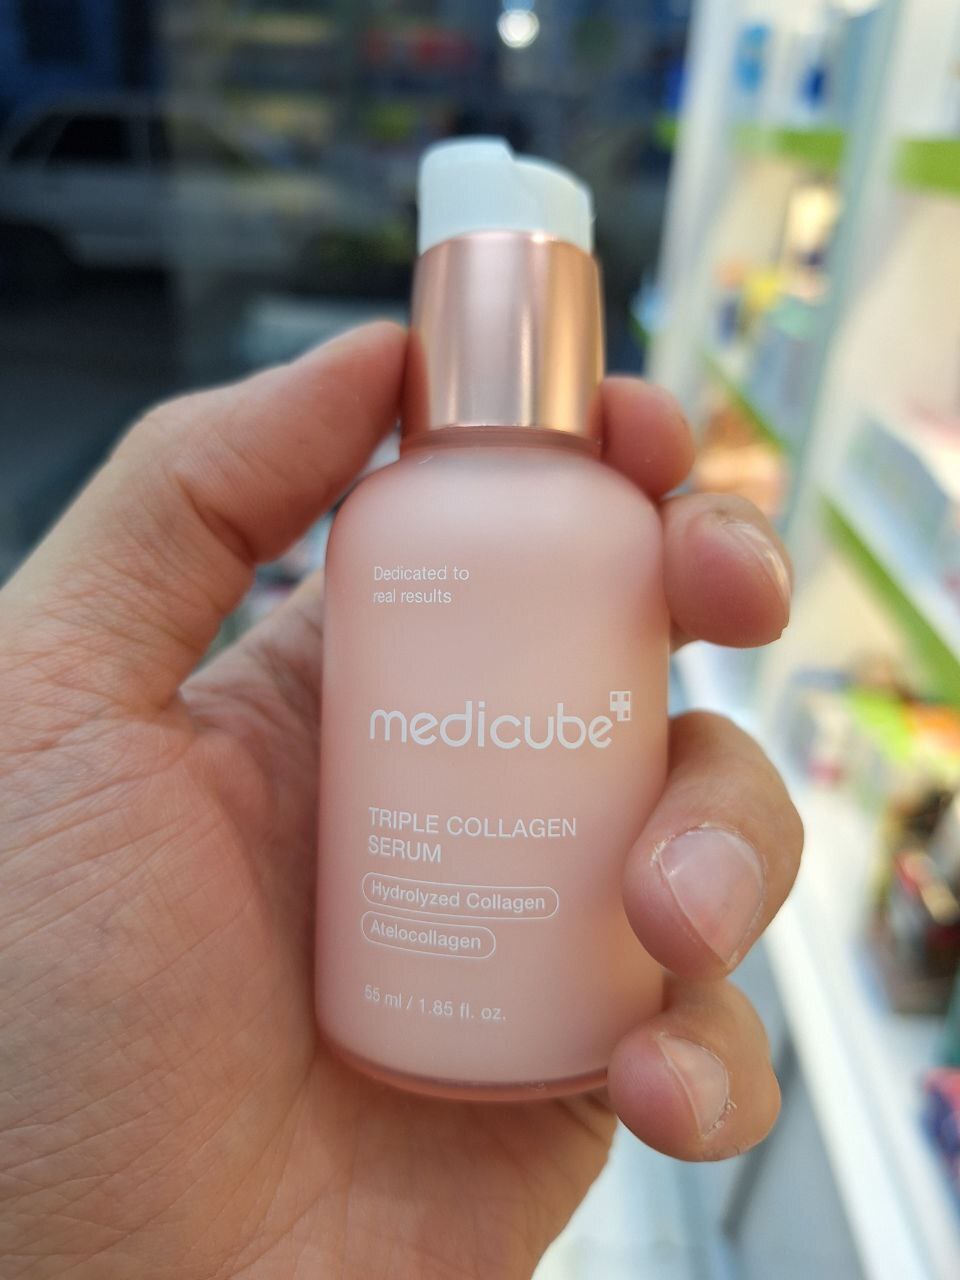 Dedicated to
real results
medicube
TRIPLE COLLAGEN
SERUM
Hydrolyzed Collagen
Atelocollagen
55 ml / 1.85 fl. oz.